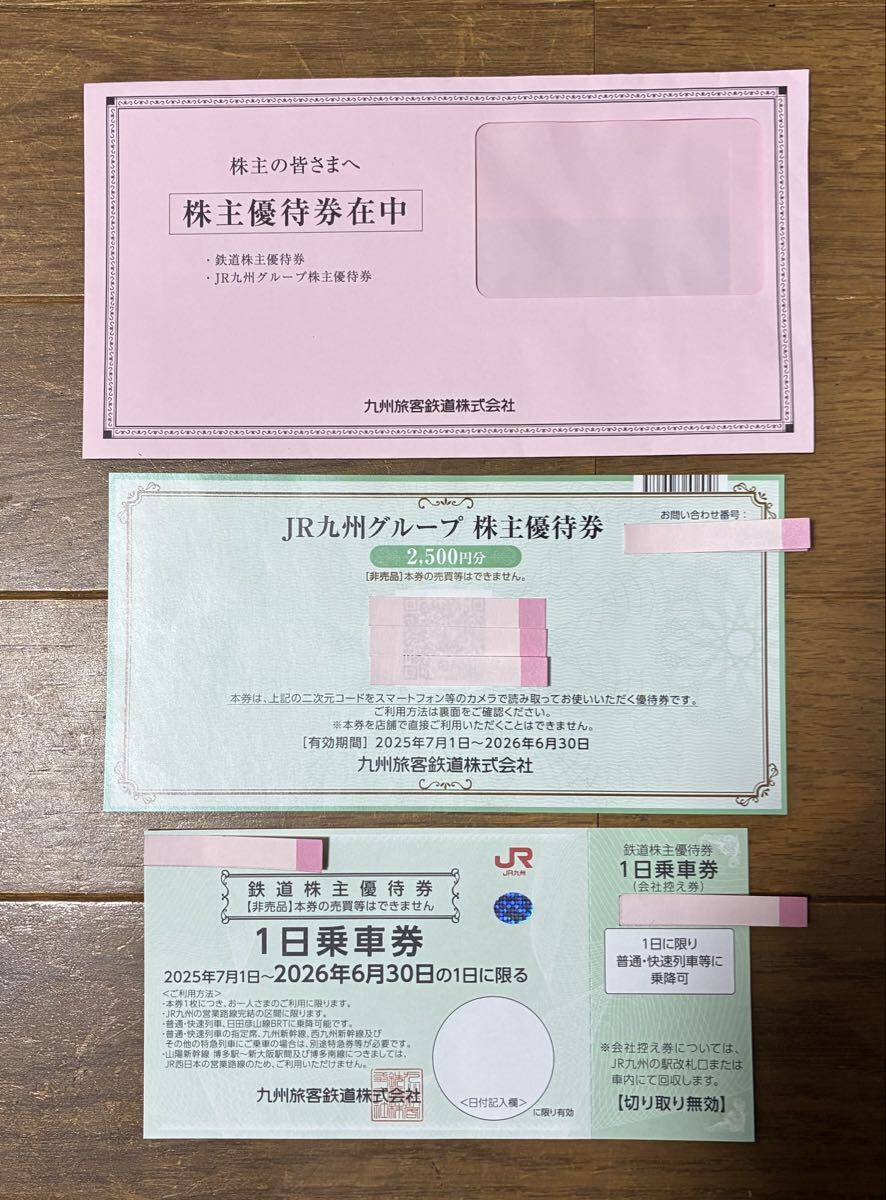 株主の皆さまへ
株主優待券在中
・鉄道株主優待券
・JR九州グループ株主優待券
九州旅客鉄道株式会社
お問い合わせ番号：
JR九州グループ 株主優待券
2,500円分
【非売品】本券の売買等はできません。
本券は、上記の二次元コードをスマートフォン等のカメラで読み取ってお使いいただく優待券です。
ご利用方法は裏面をご確認ください。
※本券を店舗で直接ご利用いただくことはできません。
［有効期間］ 2025年7月1日～2026年6月30日
九州旅客鉄道株式会社
JR
JR九州
鉄道株主優待券
【非売品】本券の売買等はできません
1日乗車券
2025年7月1日～2026年6月30日の1日に限る
＜ご利用方法＞
・本券1枚につき、お一人さまのご利用に限ります。
・JR九州の営業路線完結の区間に限ります。
・普通・快速列車、日田彦山線BRTに乗降可能です。
・普通・快速列車の指定席、九州新幹線、西九州新幹線及び
その他の特急列車にご乗車の場合は、別途特急券等が必要です。
・山陽新幹線 博多駅～新大阪駅間及び博多南線につきましては、
JR西日本の営業路線のため、ご利用いただけません。
九州旅客鉄道株式会社
＜日付記入欄＞
に限り有効
鉄道株主優待券
1日乗車券
（会社控え券）
1日に限り
普通・快速列車等に
乗降可
※会社控え券については、
JR九州の駅改札口または
車内にて回収します。
【切り取り無効】